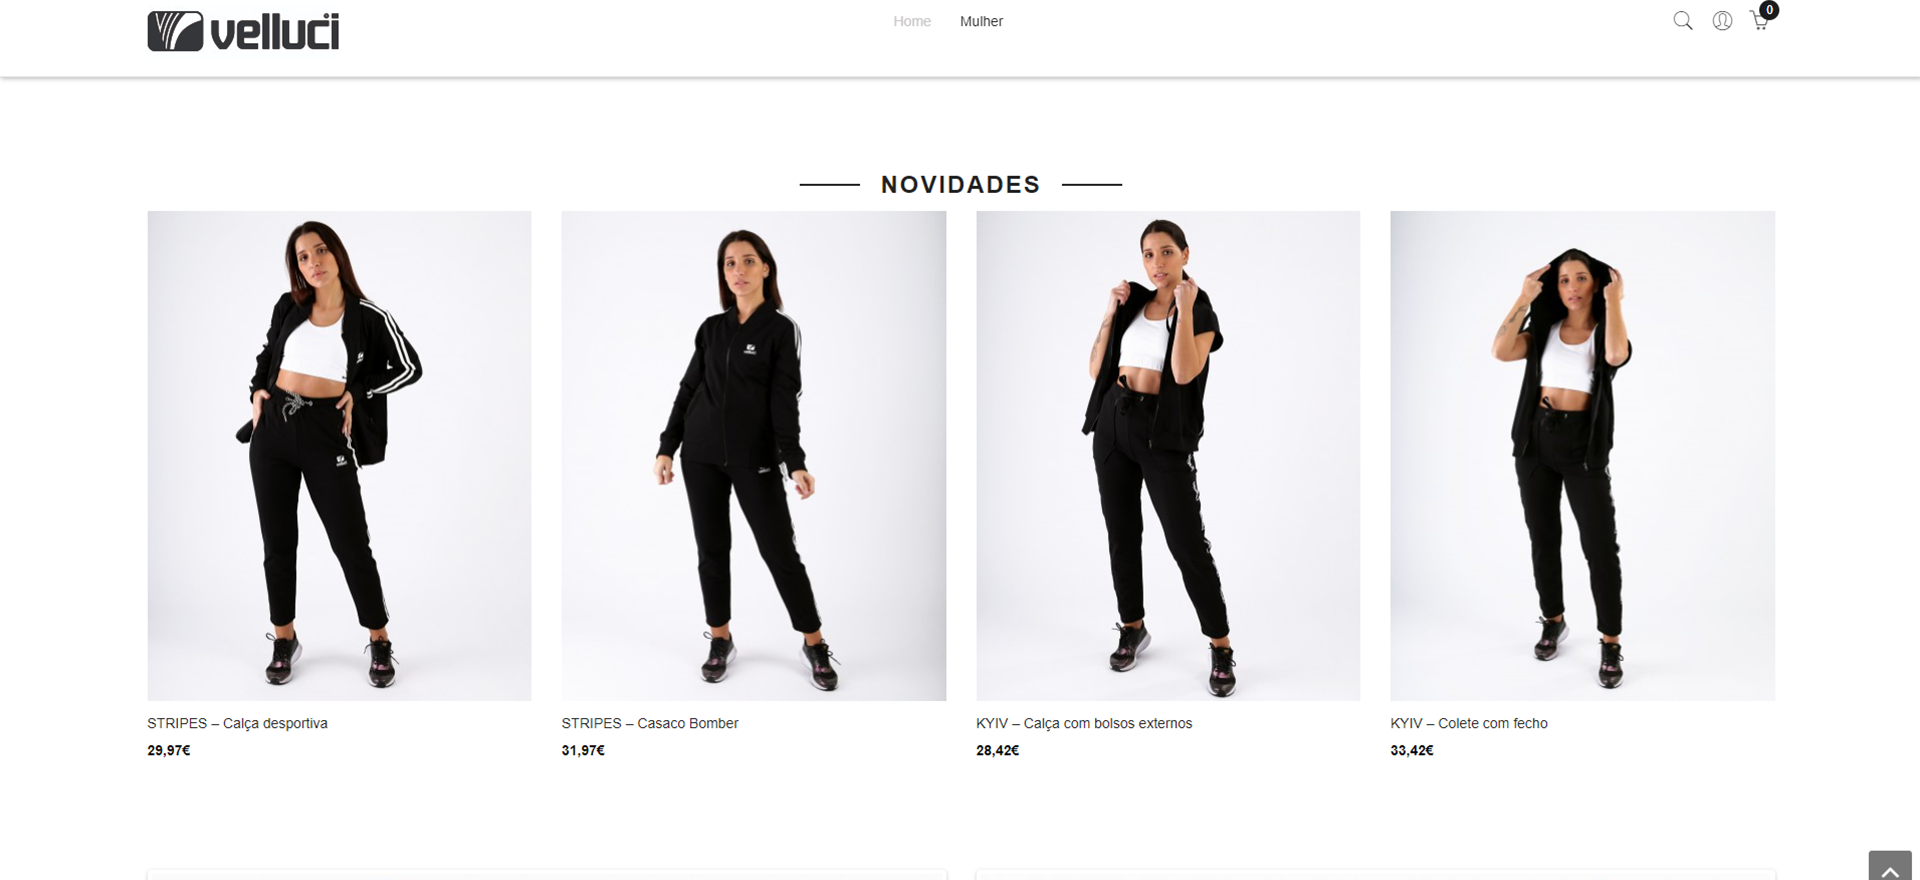 velluci
Home Mulher
0
NOVIDADES
STRIPES – Calça desportiva
29,97€
STRIPES – Casaco Bomber
31,97€
KYIV – Calça com bolsos externos
28,42€
KYIV – Colete com fecho
33,42€